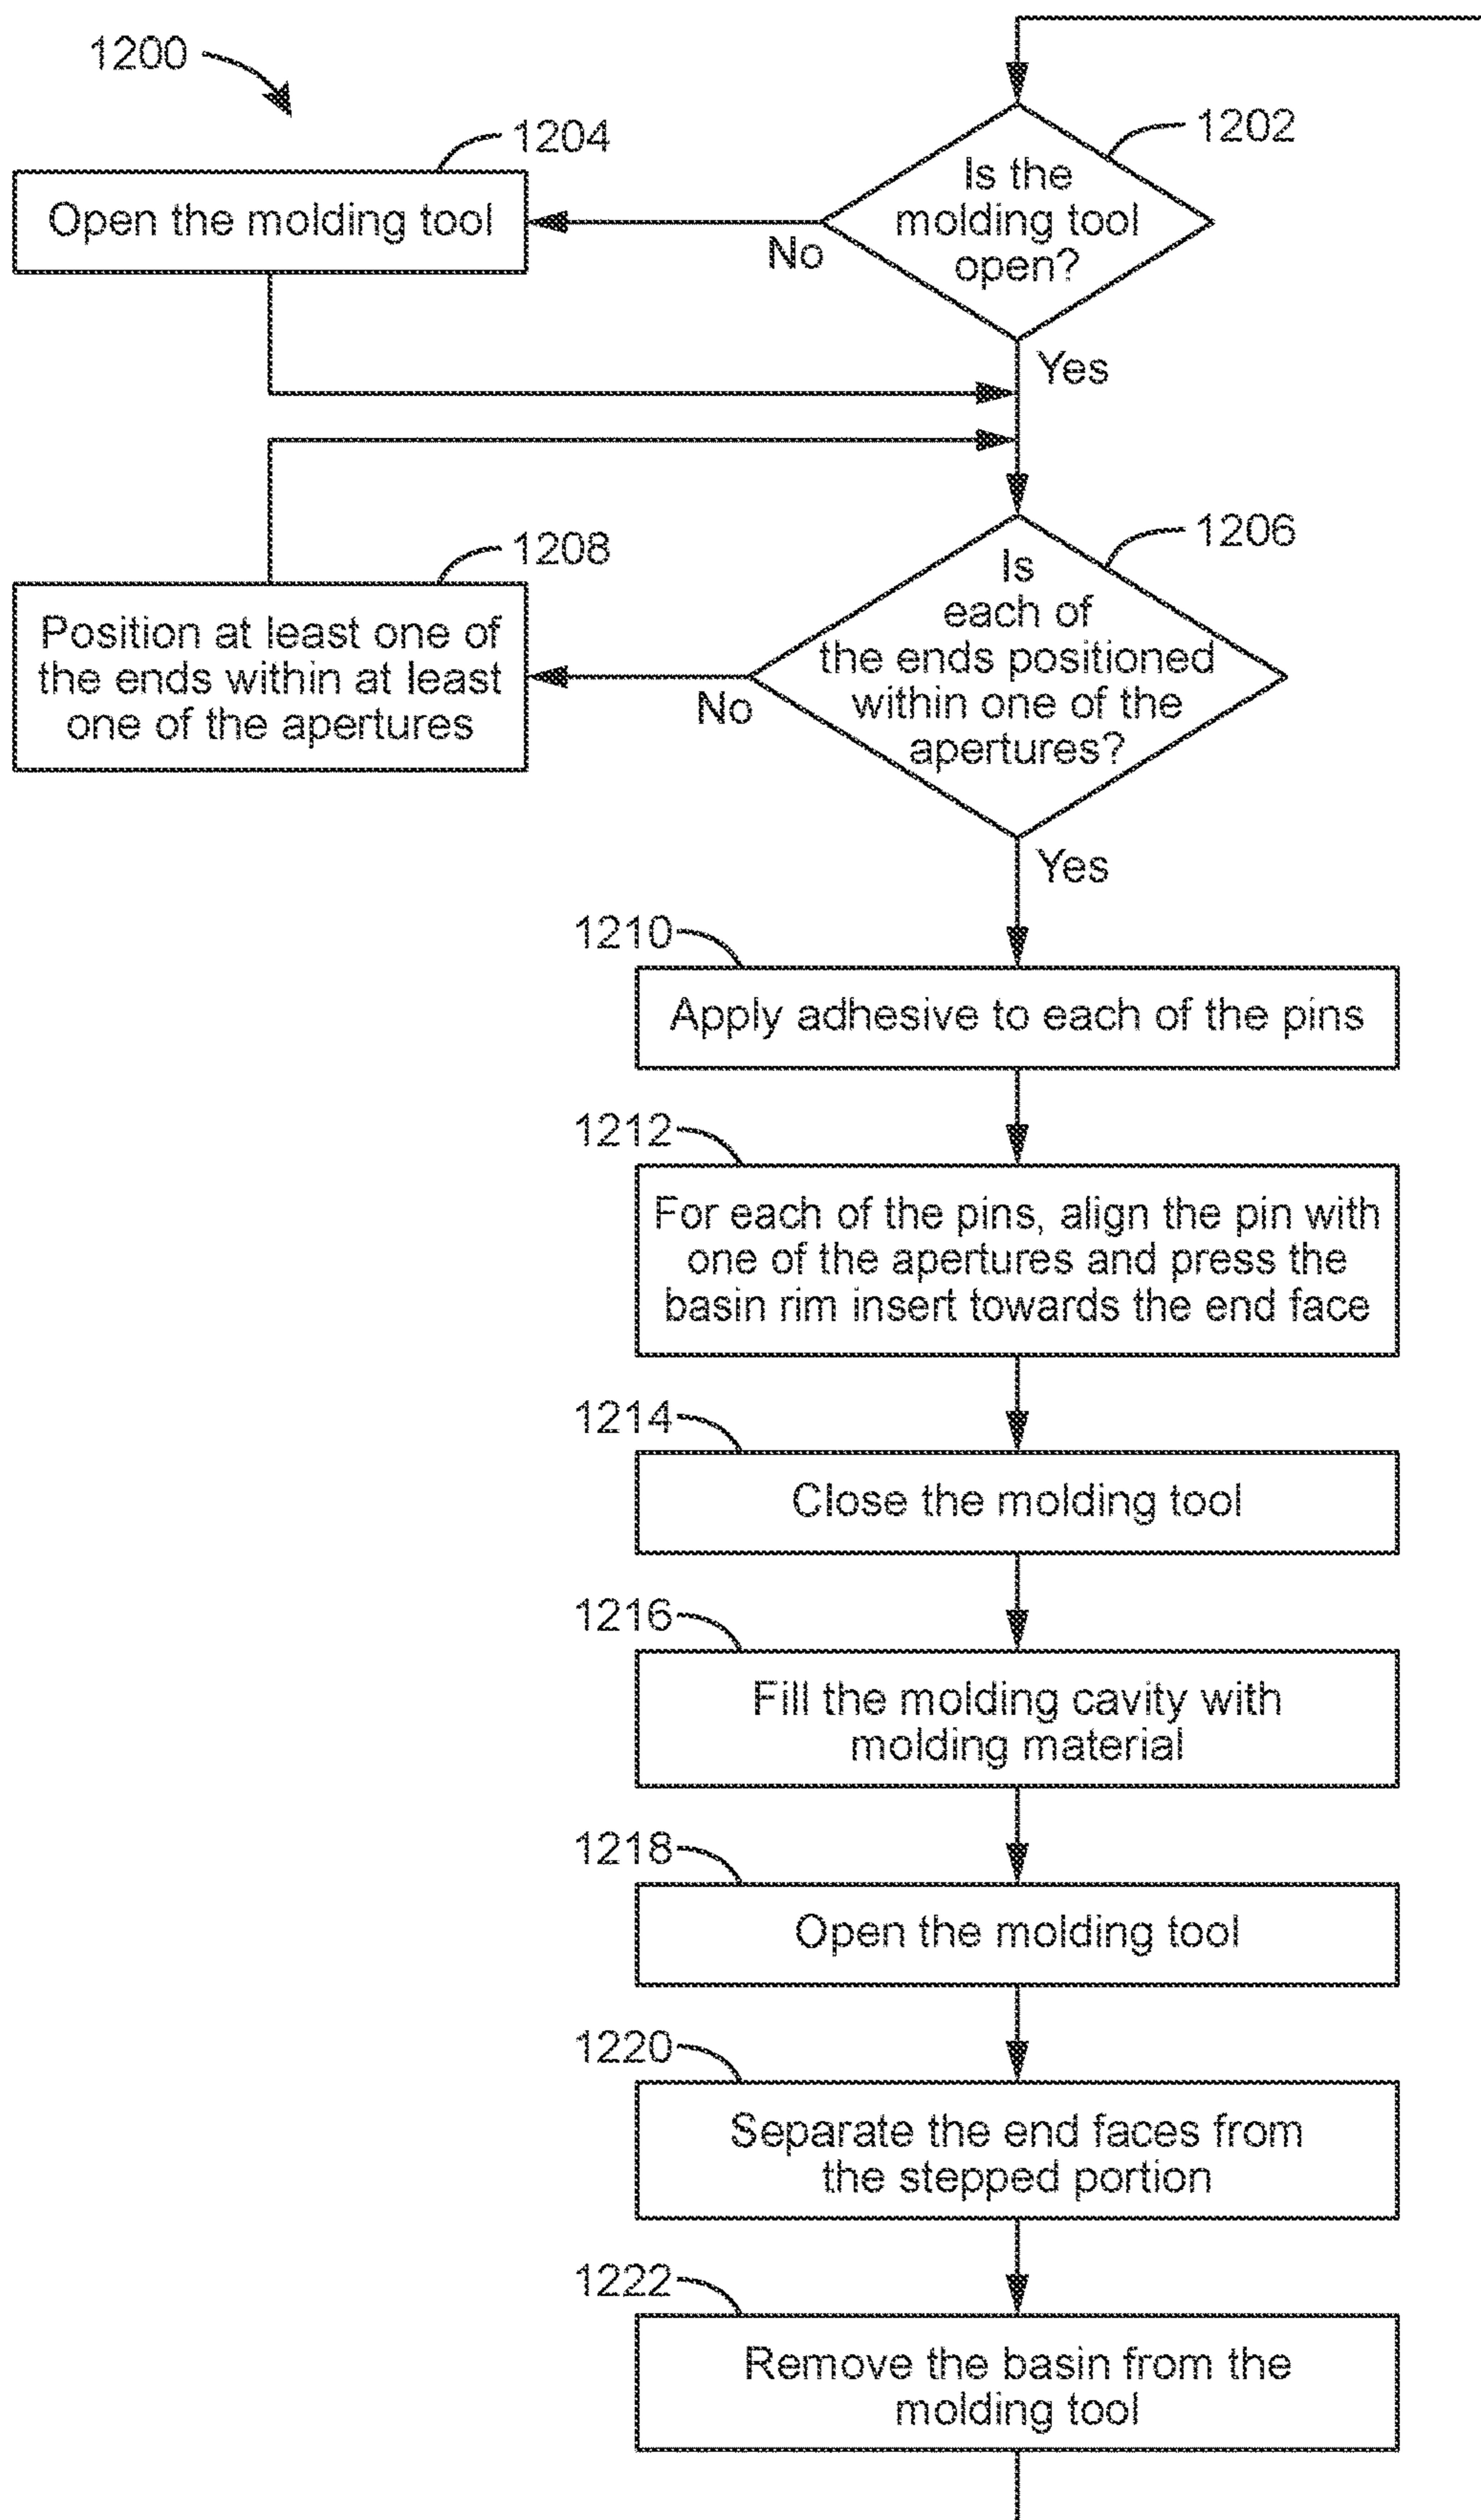 1200
1202
Is the
molding tool
open?
1204
Open the molding tool
No
Yes
1206
Is
each of
the ends positioned
within one of the
apertures?
1208
Position at least one of
the ends within at least
one of the apertures
No
Yes
1210
Apply adhesive to each of the pins
1212
For each of the pins, align the pin with
one of the apertures and press the
basin rim insert towards the end face
1214
Close the molding tool
1216
Fill the molding cavity with
molding material
1218
Open the molding tool
1220
Separate the end faces from
the stepped portion
1222
Remove the basin from the
molding tool